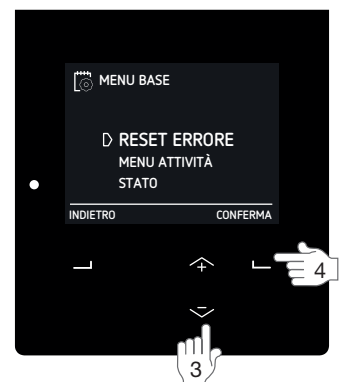 MENU BASE
RESET ERRORE
MENU ATTIVITÀ
STATO
INDIETRO CONFERMA
4
3